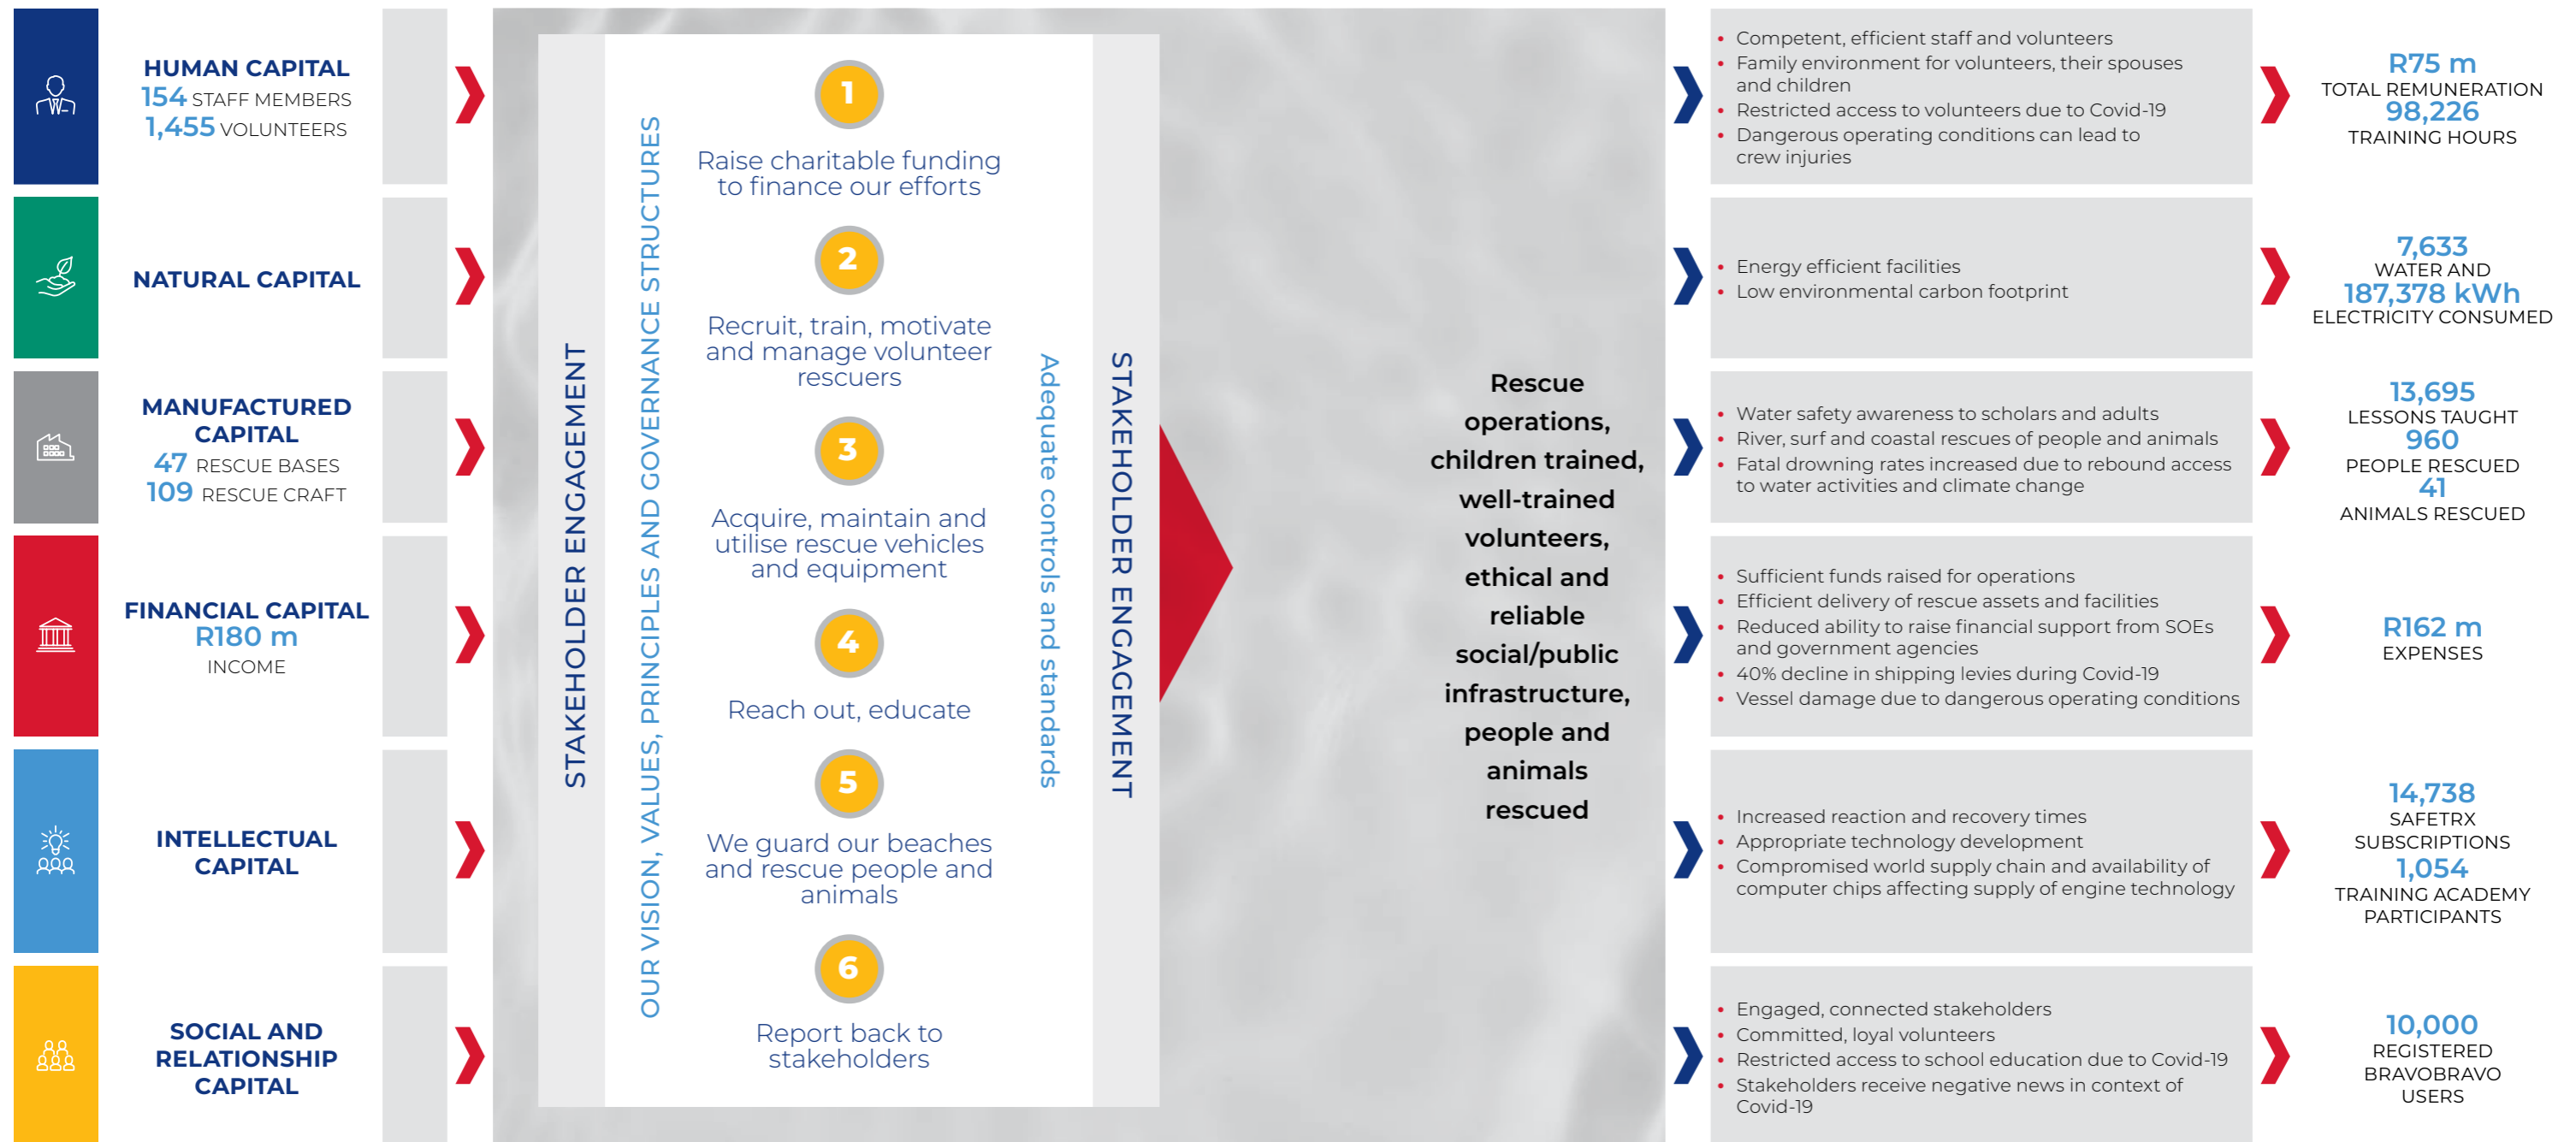 HUMAN CAPITAL
154 STAFF MEMBERS
1,455 VOLUNTEERS
NATURAL CAPITAL
MANUFACTURED
CAPITAL
47 RESCUE BASES
109 RESCUE CRAFT
FINANCIAL CAPITAL
R180 m
INCOME
INTELLECTUAL
CAPITAL
SOCIAL AND
RELATIONSHIP
CAPITAL
STAKEHOLDER ENGAGEMENT
OUR VISION, VALUES, PRINCIPLES AND GOVERNANCE STRUCTURES
1
Raise charitable funding
to finance our efforts
2
Recruit, train, motivate
and manage volunteer
rescuers
3
Acquire, maintain and
utilise rescue vehicles
and equipment
4
Reach out, educate
5
We guard our beaches
and rescue people and
animals
6
Report back to
stakeholders
Adequate controls and standards
STAKEHOLDER ENGAGEMENT
Rescue
operations,
children trained,
well-trained
volunteers,
ethical and
reliable
social/public
infrastructure,
people and
animals
rescued
• Competent, efficient staff and volunteers
• Family environment for volunteers, their spouses
and children
• Restricted access to volunteers due to Covid-19
• Dangerous operating conditions can lead to
crew injuries
R75 m
TOTAL REMUNERATION
98,226
TRAINING HOURS
• Energy efficient facilities
• Low environmental carbon footprint
7,633
WATER AND
187,378 kWh
ELECTRICITY CONSUMED
• Water safety awareness to scholars and adults
• River, surf and coastal rescues of people and animals
• Fatal drowning rates increased due to rebound access
to water activities and climate change
13,695
LESSONS TAUGHT
960
PEOPLE RESCUED
41
ANIMALS RESCUED
• Sufficient funds raised for operations
• Efficient delivery of rescue assets and facilities
• Reduced ability to raise financial support from SOEs
and government agencies
• 40% decline in shipping levies during Covid-19
• Vessel damage due to dangerous operating conditions
R162 m
EXPENSES
• Increased reaction and recovery times
• Appropriate technology development
• Compromised world supply chain and availability of
computer chips affecting supply of engine technology
14,738
SAFETRX
SUBSCRIPTIONS
1,054
TRAINING ACADEMY
PARTICIPANTS
• Engaged, connected stakeholders
• Committed, loyal volunteers
• Restricted access to school education due to Covid-19
• Stakeholders receive negative news in context of
Covid-19
10,000
REGISTERED
BRAVOBRAVO
USERS